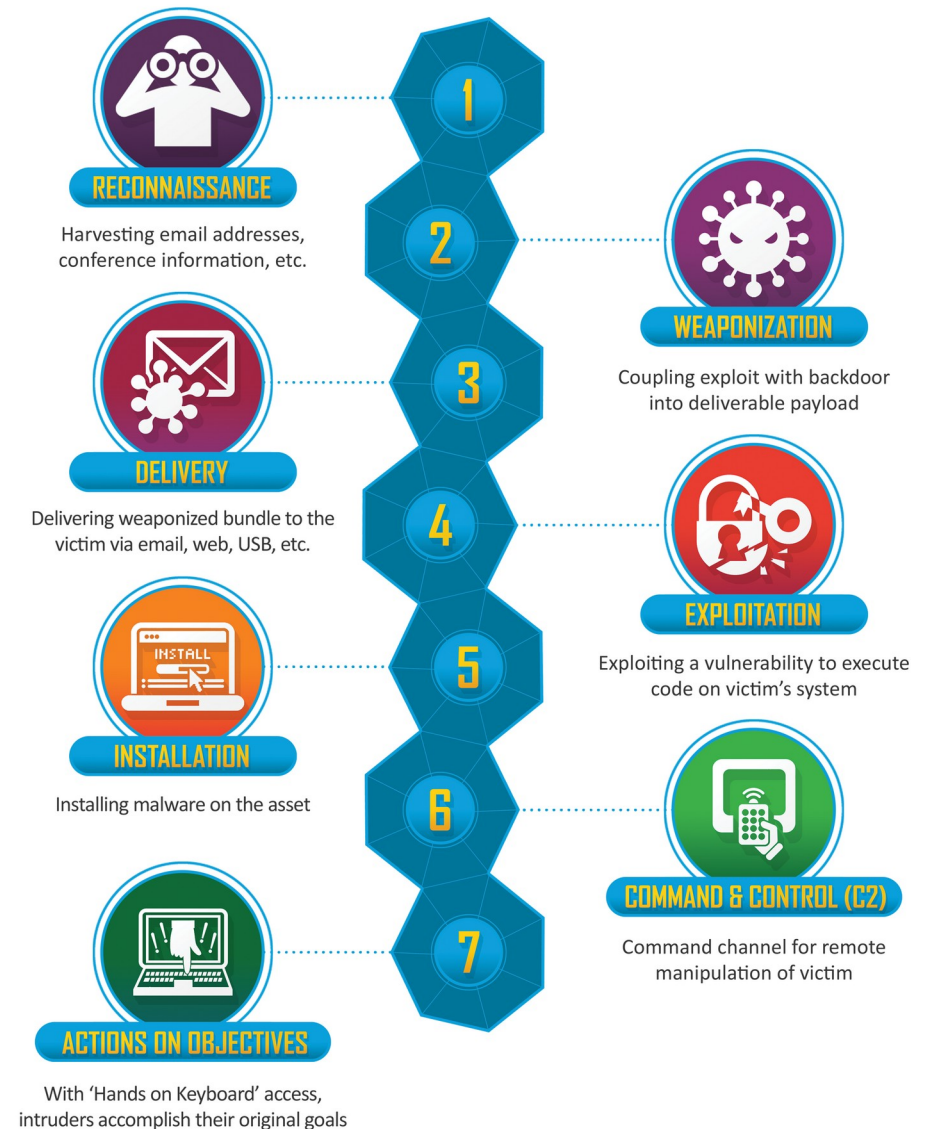 1
RECONNAISSANCE
Harvesting email addresses,
conference information, etc.
2
WEAPONIZATION
Coupling exploit with backdoor
into deliverable payload
3
DELIVERY
Delivering weaponized bundle to the
victim via email, web, USB, etc.
4
EXPLOITATION
Exploiting a vulnerability to execute
code on victim’s system
5
INSTALL
INSTALLATION
Installing malware on the asset
6
COMMAND & CONTROL (C2)
Command channel for remote
manipulation of victim
7
ACTIONS ON OBJECTIVES
With ‘Hands on Keyboard’ access,
intruders accomplish their original goals